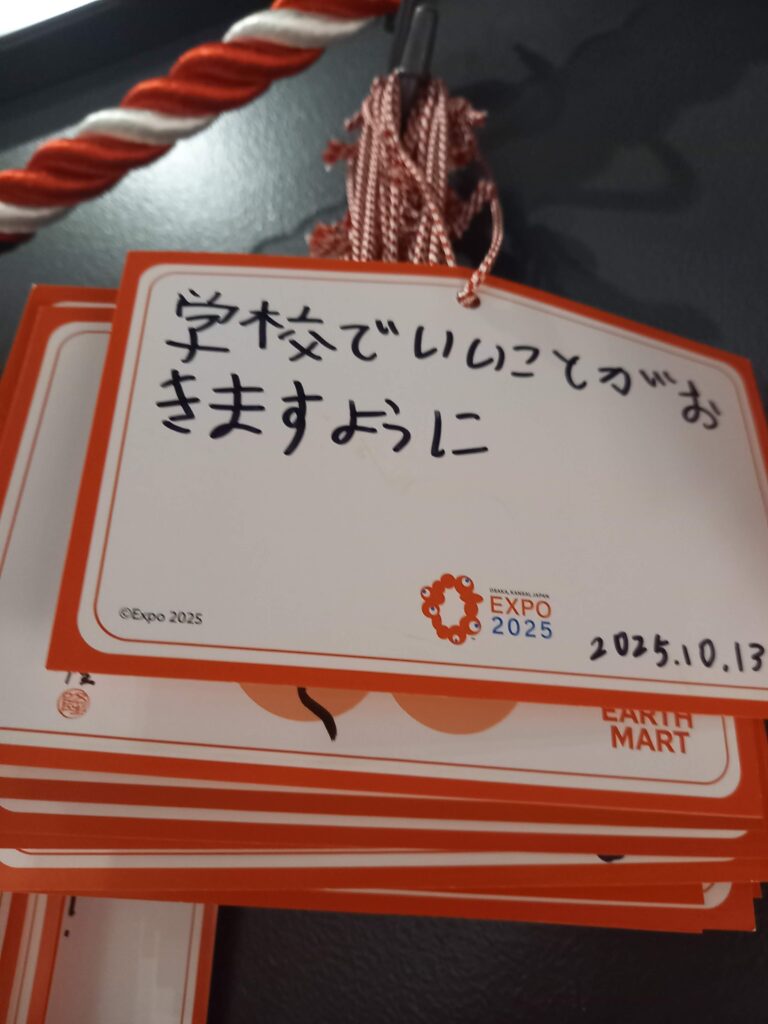 学校でいいことがお
きますように
©Expo 2025
OSAKA, KANSAI, JAPAN
EXPO
2025
2025.10.13
EARTH
MART